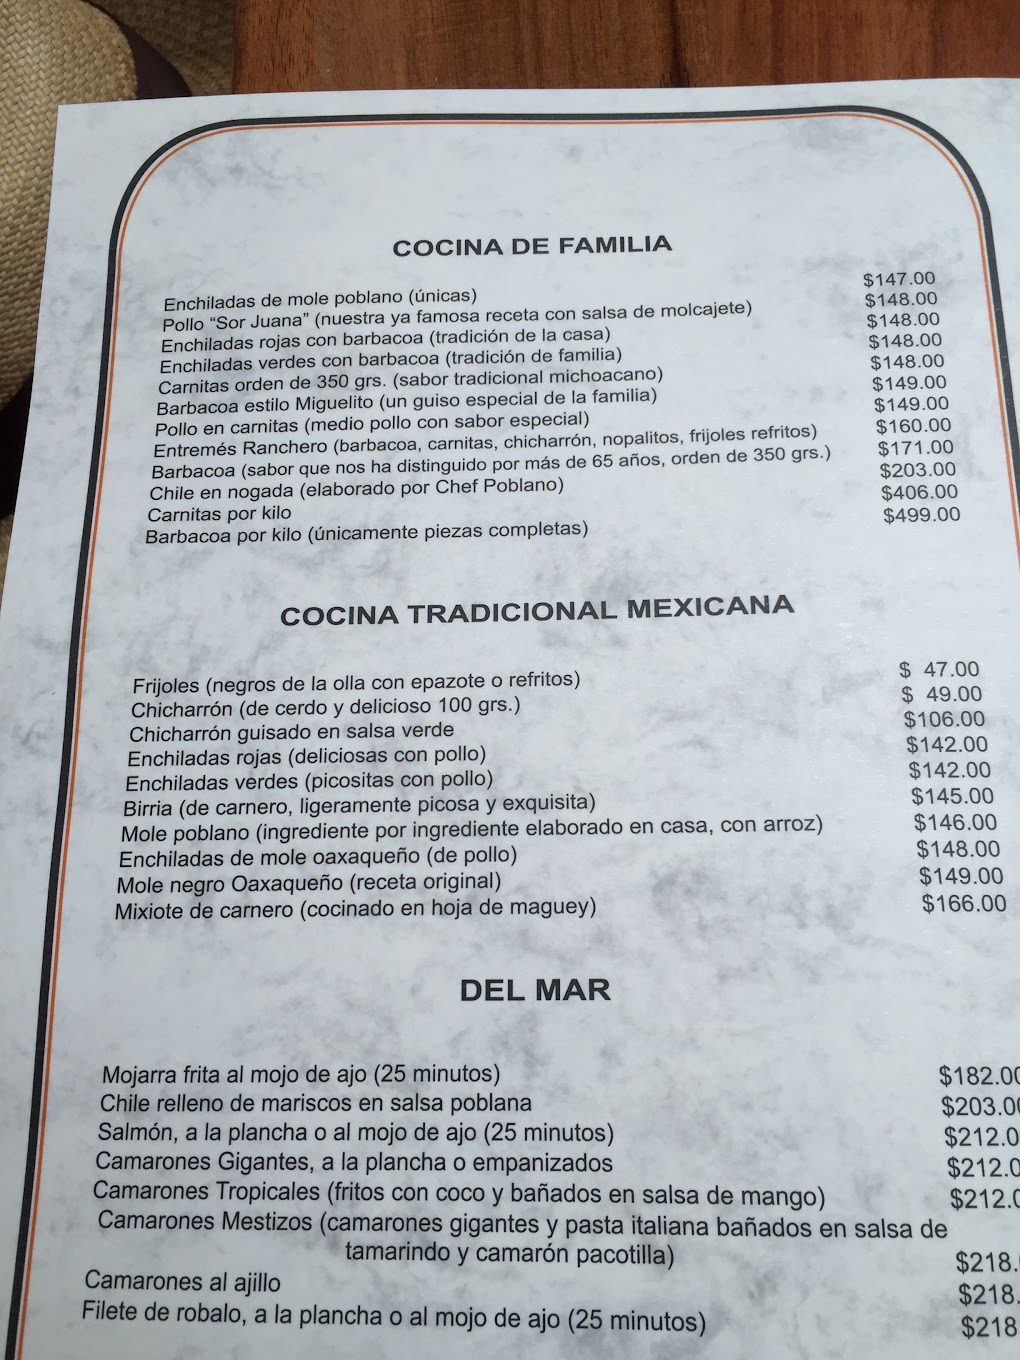 COCINA DE FAMILIA
Enchiladas de mole poblano (únicas) $147.00
Pollo “Sor Juana” (nuestra ya famosa receta con salsa de molcajete) $148.00
Enchiladas rojas con barbacoa (tradición de la casa) $148.00
Enchiladas verdes con barbacoa (tradición de familia) $148.00
Carnitas orden de 350 grs. (sabor tradicional michoacano) $148.00
Barbacoa estilo Miguelito (un guiso especial de la familia) $149.00
Pollo en carnitas (medio pollo con sabor especial) $149.00
Entremés Ranchero (barbacoa, carnitas, chicharrón, nopalitos, frijoles refritos) $160.00
Barbacoa (sabor que nos ha distinguido por más de 65 años, orden de 350 grs.) $171.00
Chile en nogada (elaborado por Chef Poblano) $203.00
Carnitas por kilo $406.00
Barbacoa por kilo (únicamente piezas completas) $499.00
COCINA TRADICIONAL MEXICANA
Frijoles (negros de la olla con epazote o refritos) $ 47.00
Chicharrón (de cerdo y delicioso 100 grs.) $ 49.00
Chicharrón guisado en salsa verde $106.00
Enchiladas rojas (deliciosas con pollo) $142.00
Enchiladas verdes (picositas con pollo) $142.00
Birria (de carnero, ligeramente picosa y exquisita) $145.00
Mole poblano (ingrediente por ingrediente elaborado en casa, con arroz) $146.00
Enchiladas de mole oaxaqueño (de pollo) $148.00
Mole negro Oaxaqueño (receta original) $149.00
Mixiote de carnero (cocinado en hoja de maguey) $166.00
DEL MAR
Mojarra frita al mojo de ajo (25 minutos) $182.00
Chile relleno de mariscos en salsa poblana $203.0
Salmón, a la plancha o al mojo de ajo (25 minutos) $212.0
Camarones Gigantes, a la plancha o empanizados $212.0
Camarones Tropicales (fritos con coco y bañados en salsa de mango) $212.0
Camarones Mestizos (camarones gigantes y pasta italiana bañados en salsa de
tamarindo y camarón pacotilla) $218.
Camarones al ajillo $218.
Filete de robalo, a la plancha o al mojo de ajo (25 minutos) $218